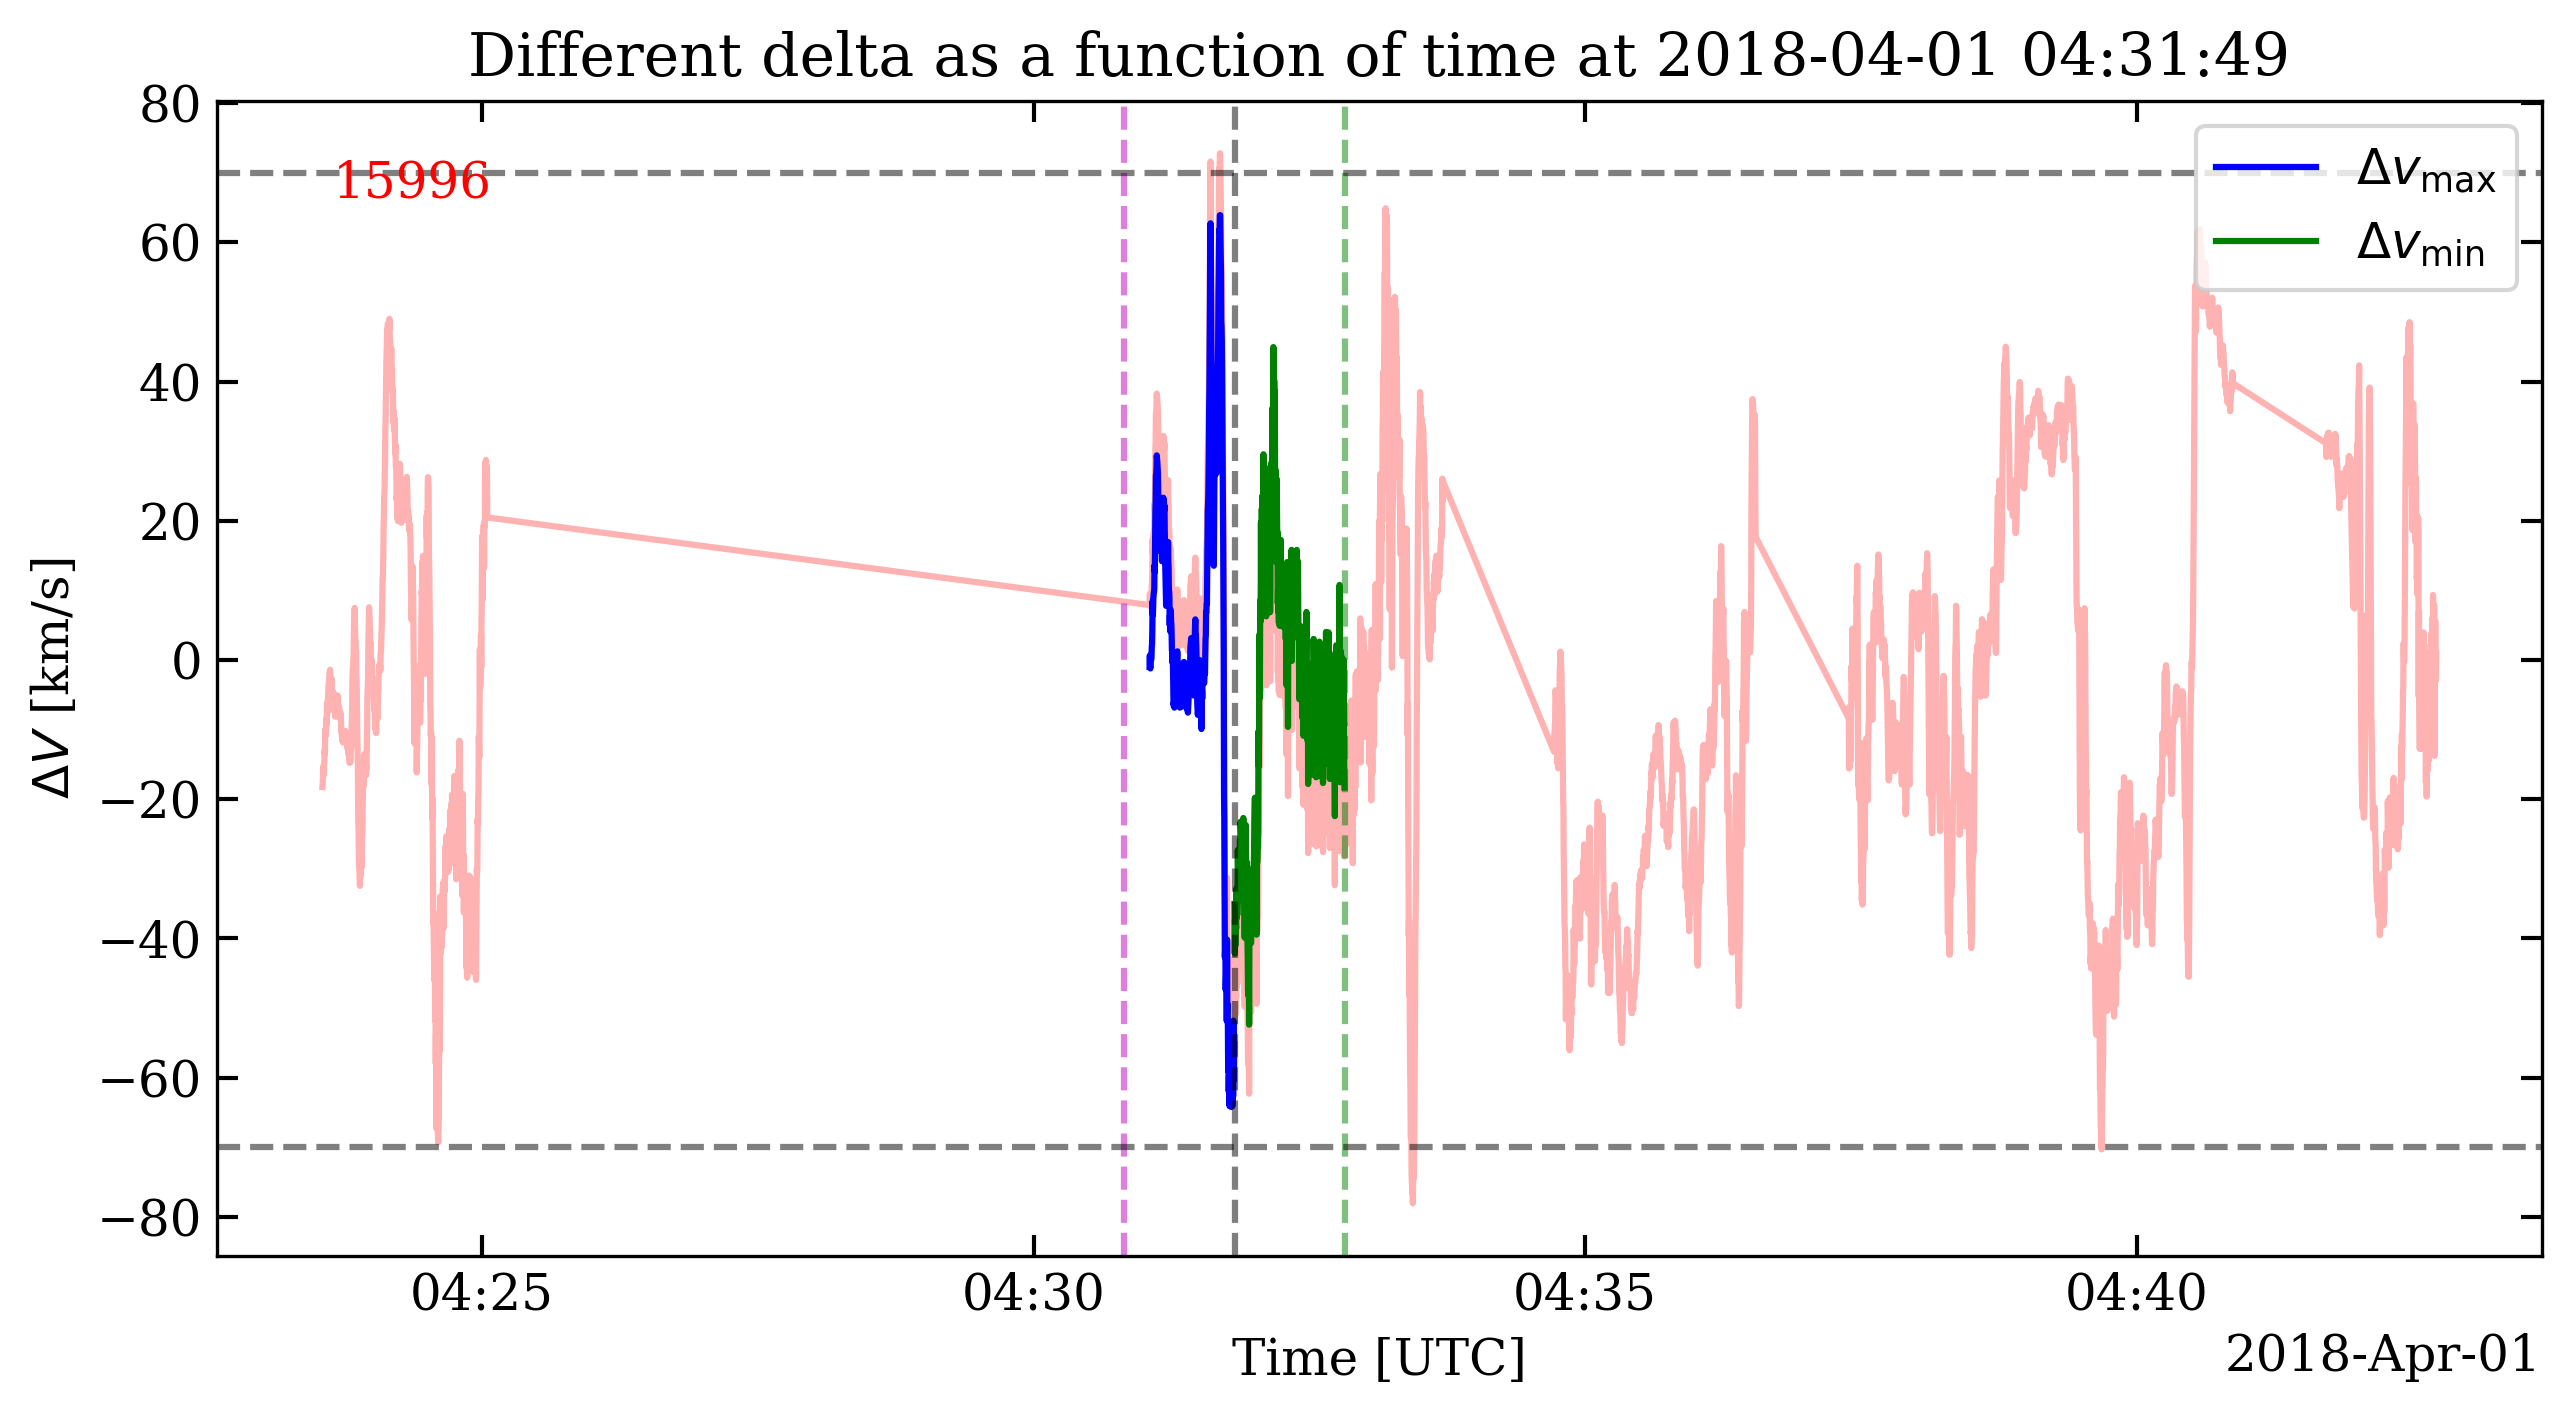 Different delta as a function of time at 2018-04-01 04:31:49
80
60
40
20
0
−20
−40
−60
−80
ΔV [km/s]
15996
Δv_max
Δv_min
04:25
04:30
04:35
04:40
Time [UTC]
2018-Apr-01